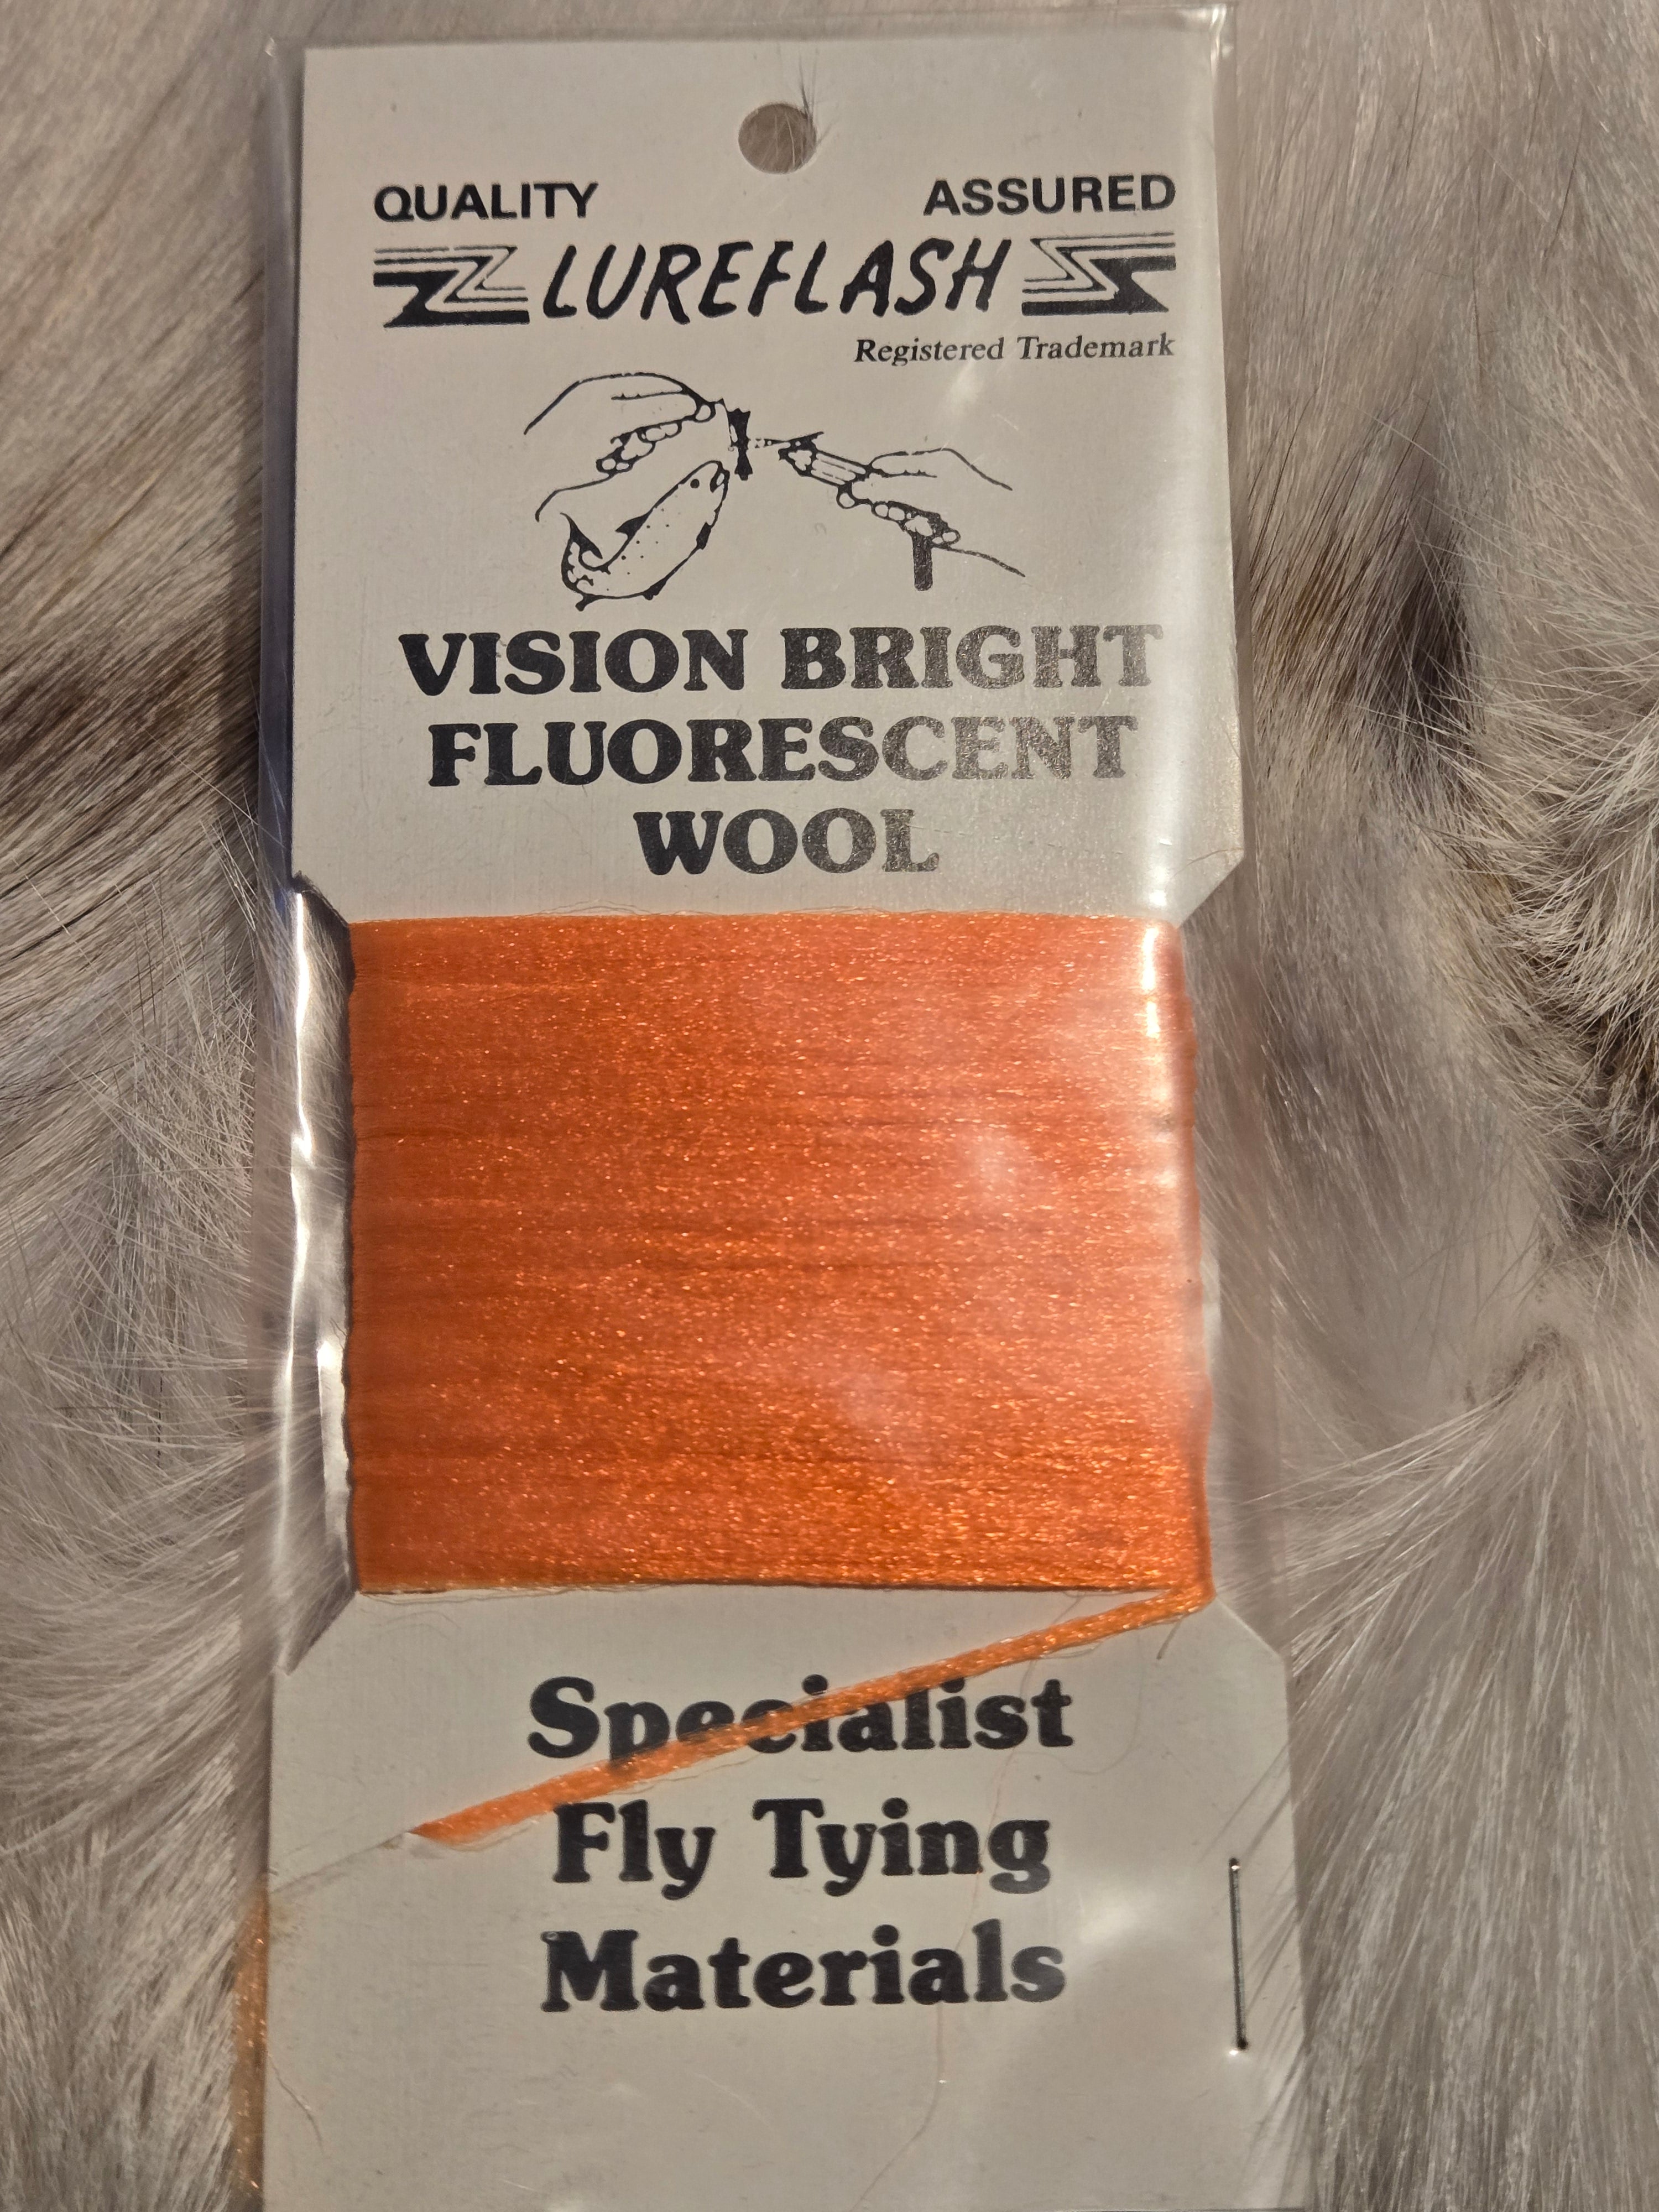 QUALITY ASSURED
LUREFLASH
Registered Trademark
VISION BRIGHT
FLUORESCENT
WOOL
Specialist
Fly Tying
Materials